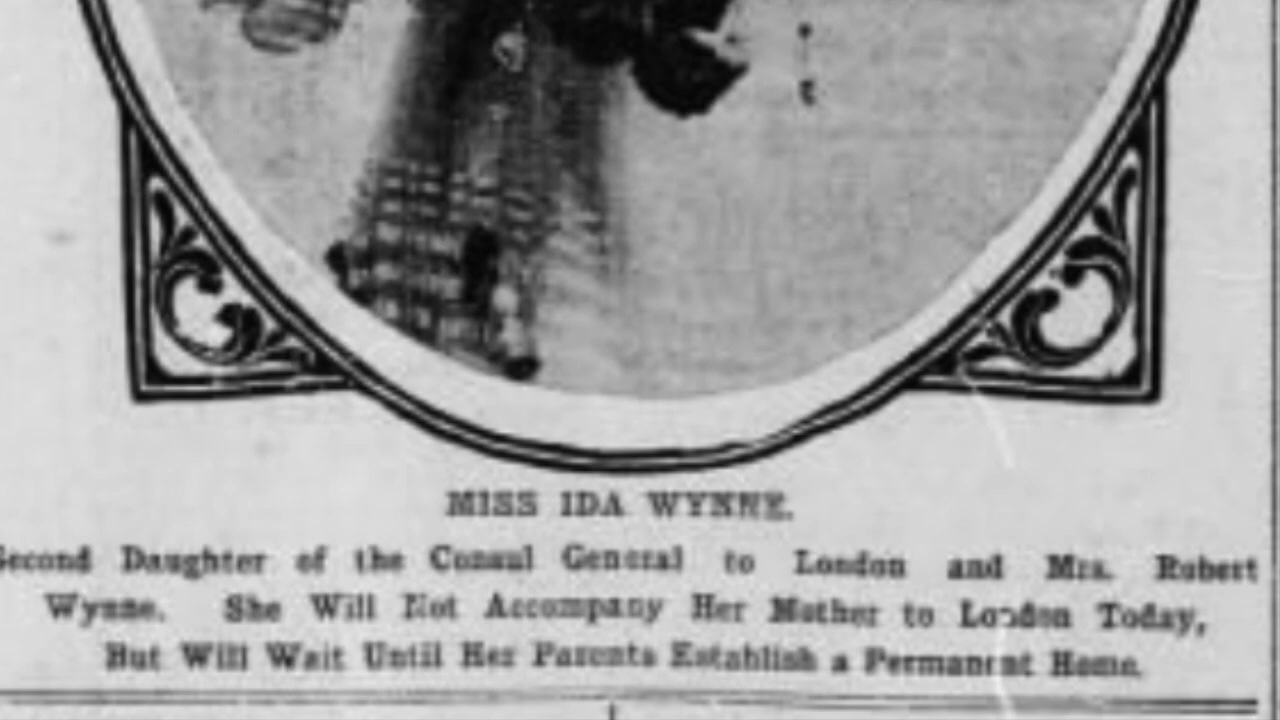 MISS IDA WYNNE.
Second Daughter of the Consul General to London and Mrs. Robert
Wynne. She Will Not Accompany Her Mother to London Today,
But Will Wait Until Her Parents Establish a Permanent Home.